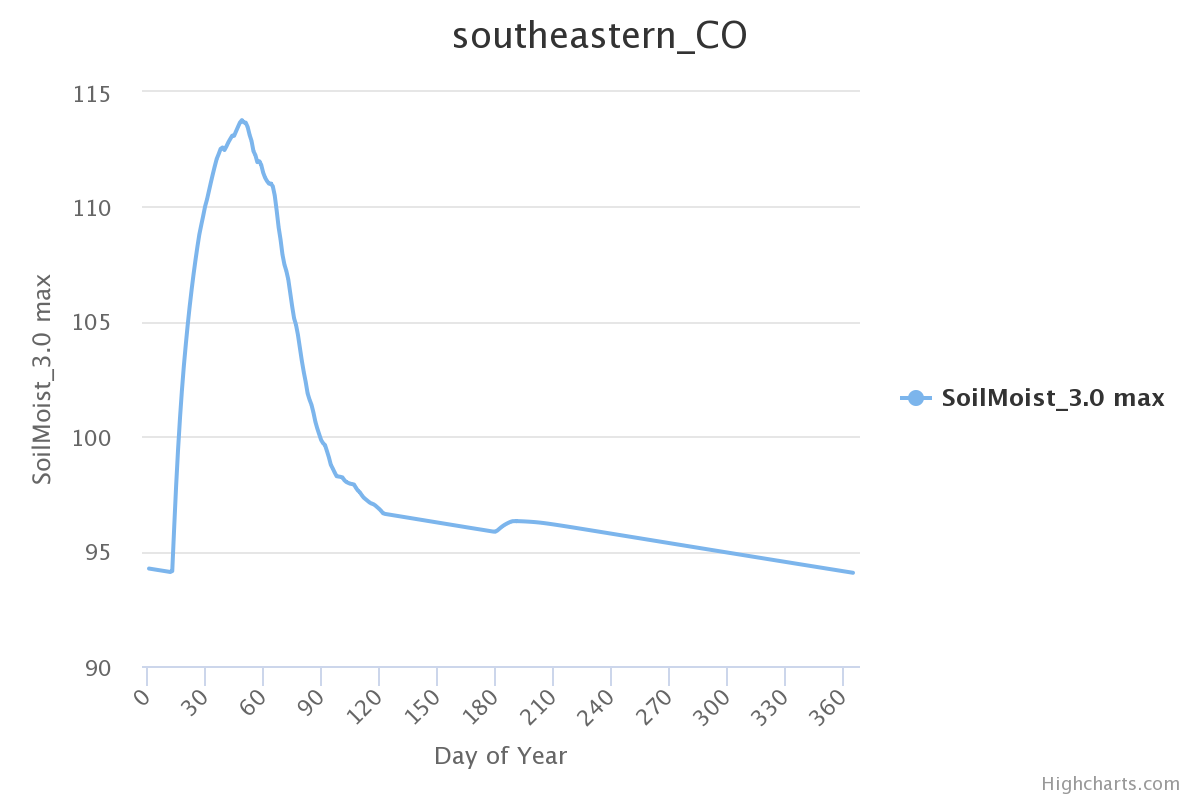 southeastern_CO
115
110
105
100
95
90
SoilMoist_3.0 max
0 30 60 90 120 150 180 210 240 270 300 330 360
Day of Year
SoilMoist_3.0 max
Highcharts.com